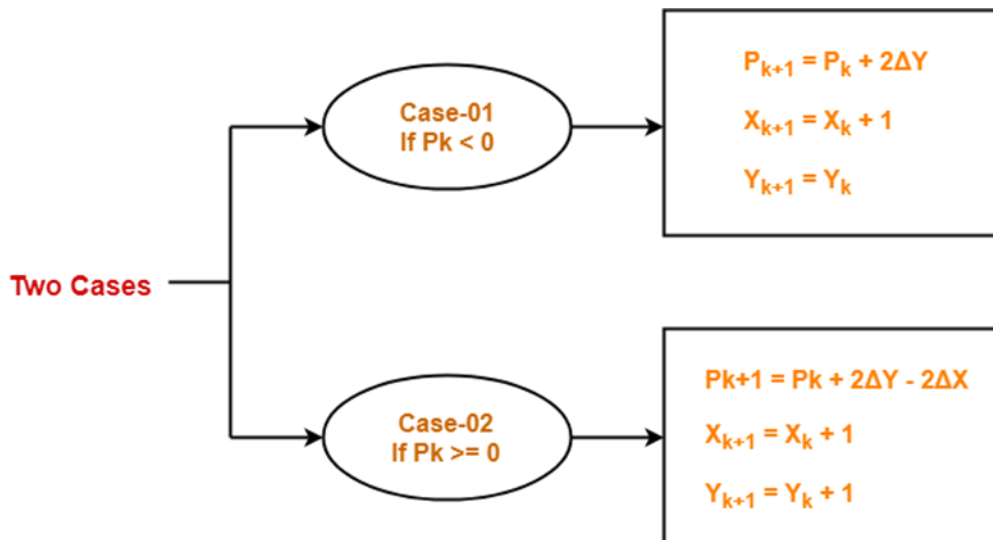 Two Cases
Case-01
If Pk < 0
Pₖ₊₁ = Pₖ + 2ΔY
Xₖ₊₁ = Xₖ + 1
Yₖ₊₁ = Yₖ
Case-02
If Pk >= 0
Pk+1 = Pk + 2ΔY - 2ΔX
Xₖ₊₁ = Xₖ + 1
Yₖ₊₁ = Yₖ + 1